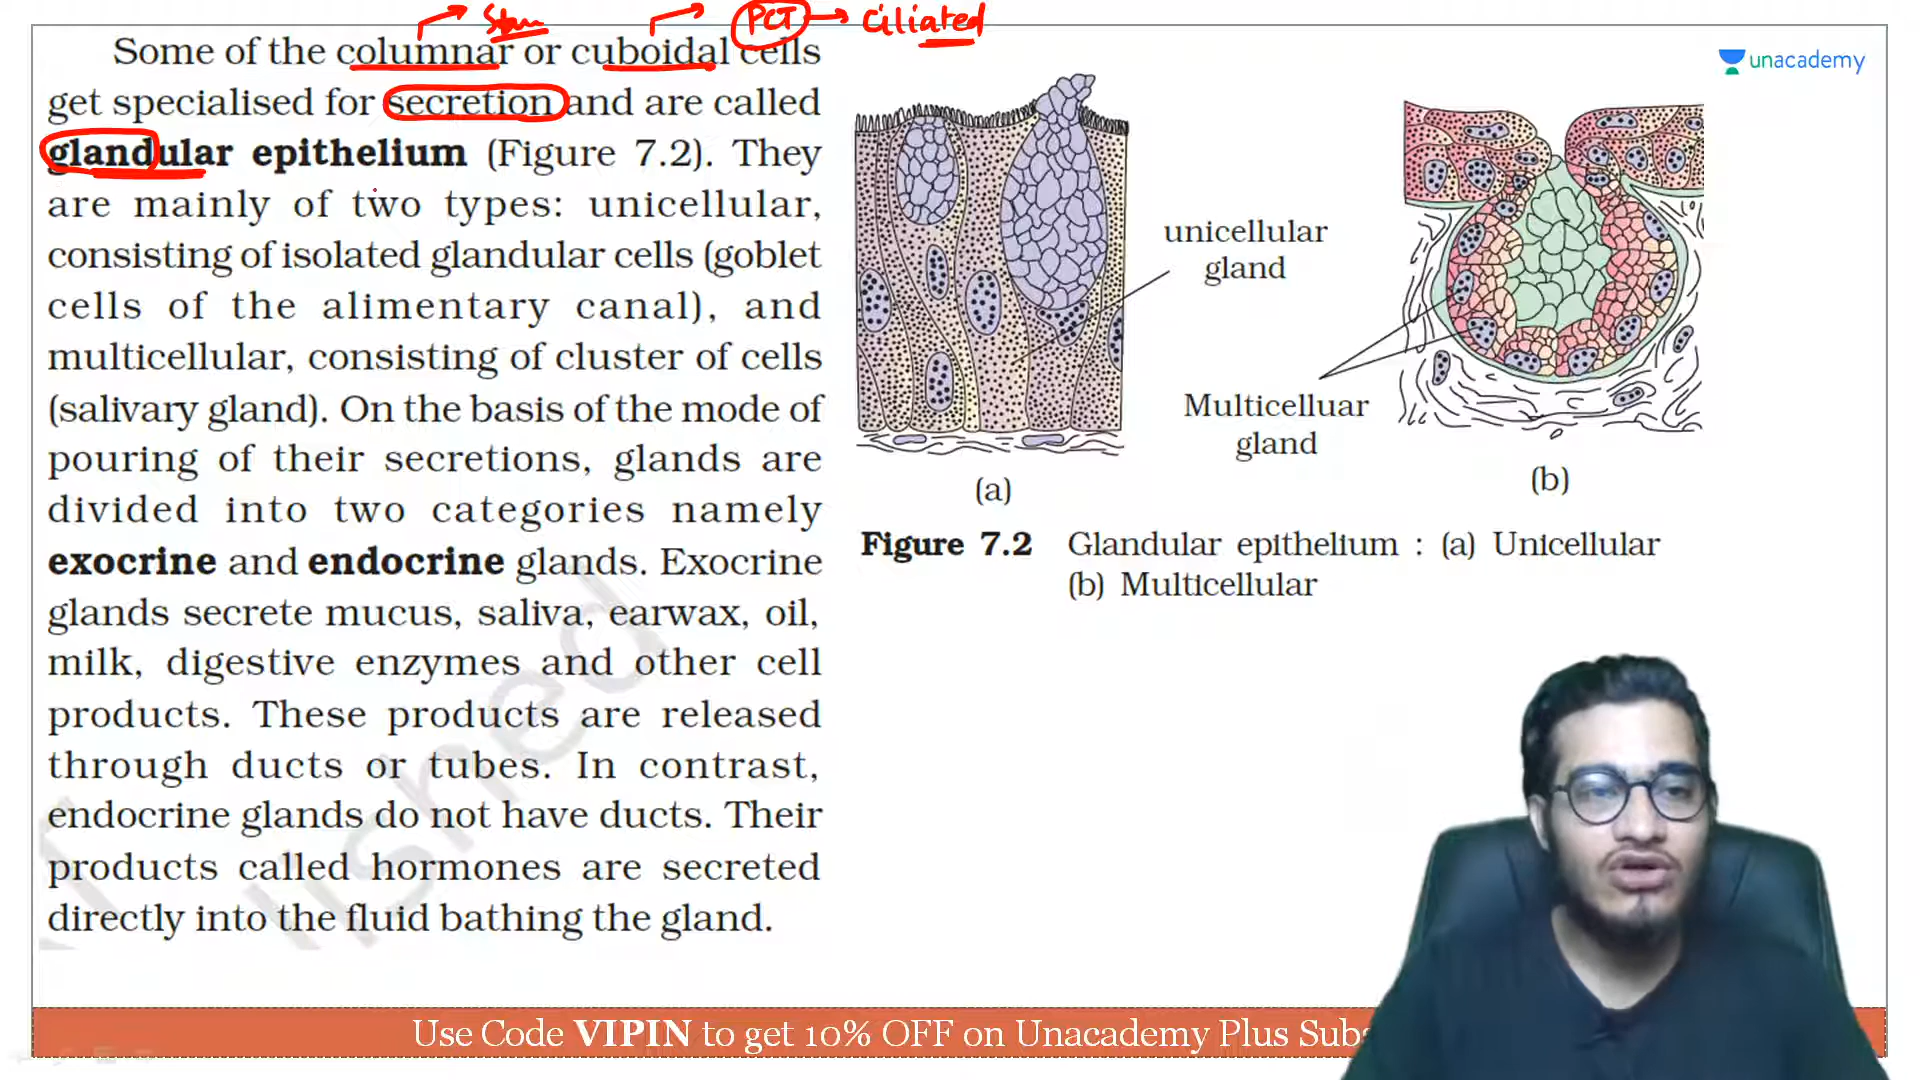 PCT → Ciliated
Some of the columnar or cuboidal cells
get specialised for secretion and are called
glandular epithelium (Figure 7.2). They
are mainly of two types: unicellular,
consisting of isolated glandular cells (goblet
cells of the alimentary canal), and
multicellular, consisting of cluster of cells
(salivary gland). On the basis of the mode of
pouring of their secretions, glands are
divided into two categories namely
exocrine and endocrine glands. Exocrine
glands secrete mucus, saliva, earwax, oil,
milk, digestive enzymes and other cell
products. These products are released
through ducts or tubes. In contrast,
endocrine glands do not have ducts. Their
products called hormones are secreted
directly into the fluid bathing the gland.
unacademy
unicellular
gland
Multicelluar
gland
(a)
(b)
Figure 7.2 Glandular epithelium : (a) Unicellular
(b) Multicellular
lished
Use Code VIPIN to get 10% OFF on Unacademy Plus Subs